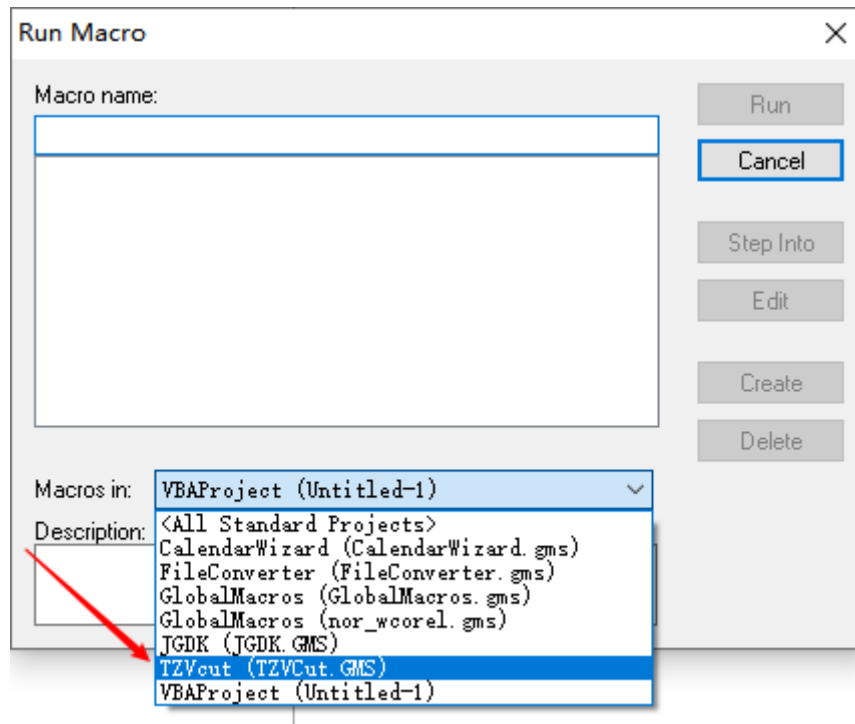 Run Macro
Macro name:
Run
Cancel
Step Into
Edit
Create
Delete
Macros in:
VBAProject (Untitled-1)
Description:
<All Standard Projects>
CalendarWizard (CalendarWizard.gms)
FileConverter (FileConverter.gms)
GlobalMacros (GlobalMacros.gms)
GlobalMacros (nor_wcorel.gms)
JGDK (JGDK.GMS)
TZVcut (TZVCut.GMS)
VBAProject (Untitled-1)